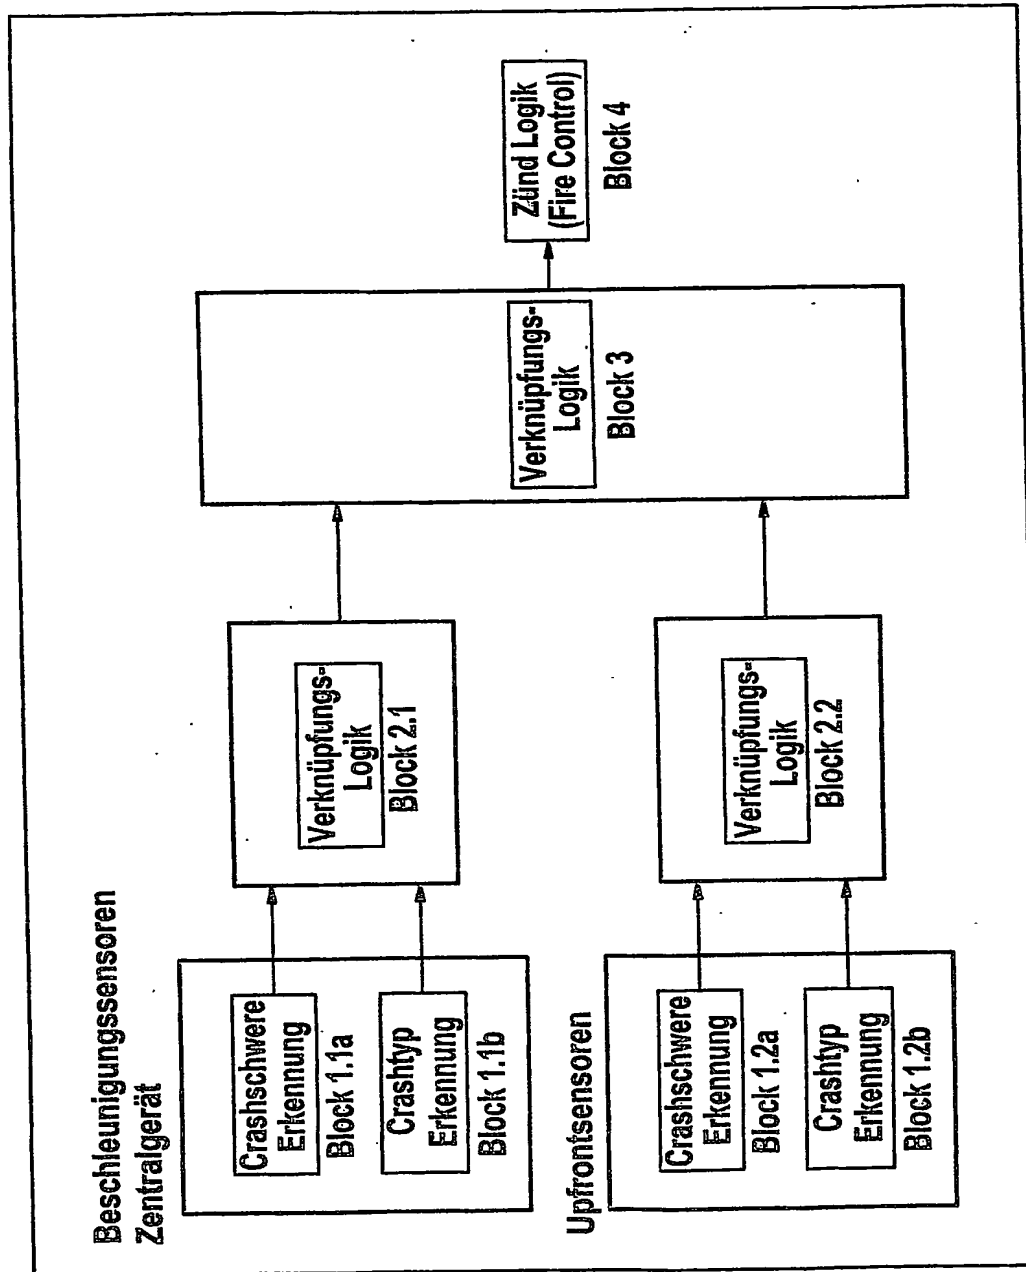 Beschleunigungssensoren
Zentralgerät
Crashschwere
Erkennung
Block 1.1a
Crashtyp
Erkennung
Block 1.1b
Verknüpfungs-
Logik
Block 2.1
Upfrontsensoren
Crashschwere
Erkennung
Block 1.2a
Crashtyp
Erkennung
Block 1.2b
Verknüpfungs-
Logik
Block 2.2
Verknüpfungs-
Logik
Block 3
Zünd Logik
(Fire Control)
Block 4